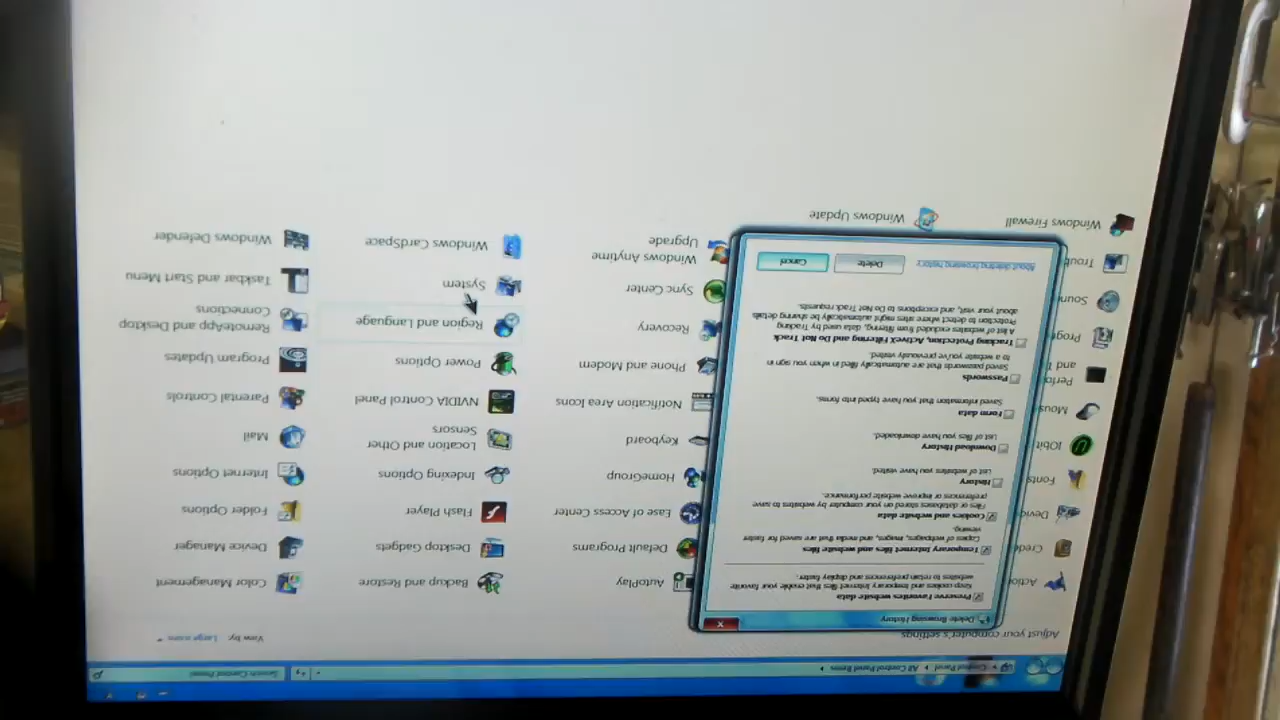 Control Panel ▸ All Control Panel Items ▸
Search Control Panel
Adjust your computer's settings
View by: Large icons
Action
AutoPlay
Backup and Restore
Color Management
Default Programs
Desktop Gadgets
Device Manager
Ease of Access Center
Flash Player
Folder Options
Fonts
HomeGroup
Indexing Options
Internet Options
IObit
Keyboard
Location and Other
Sensors
Mail
Notification Area Icons
NVIDIA Control Panel
Parental Controls
Phone and Modem
Power Options
Program Updates
Recovery
Region and Language
RemoteApp and Desktop
Connections
Sync Center
System
Taskbar and Start Menu
Windows Anytime
Upgrade
Windows CardSpace
Windows Defender
Windows Firewall
Windows Update
Delete Browsing History
X
Preserve Favorites website data
Keep cookies and temporary Internet files that enable your favorite
websites to retain preferences and display faster.
Temporary Internet files and website files
Copies of webpages, images, and media that are saved for faster
viewing.
Cookies and website data
Files or databases stored on your computer by websites to save
preferences or improve website performance.
History
List of websites you have visited.
Download History
List of files you have downloaded.
Form data
Saved information that you have typed into forms.
Passwords
Saved passwords that are automatically filled in when you sign in
to a website you've previously visited.
Tracking Protection, ActiveX Filtering and Do Not Track
A list of websites excluded from filtering, data used by Tracking
Protection to detect where sites might automatically be sharing details
about your visit, and exceptions to Do Not Track requests.
About deleting browsing history
Delete
Cancel